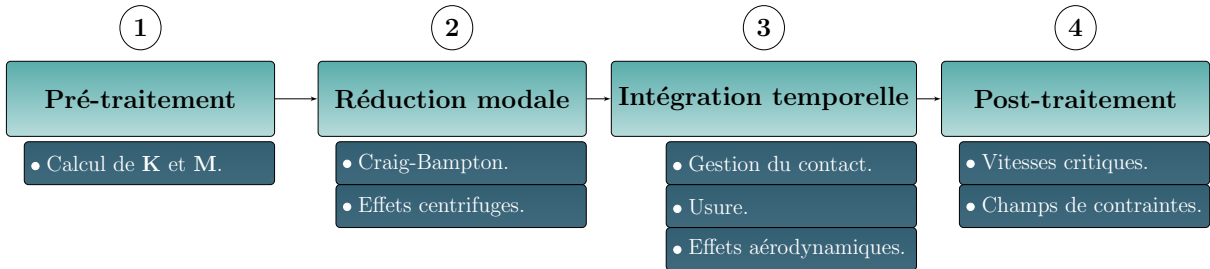 1
2
3
4
Pré-traitement
Réduction modale
Intégration temporelle
Post-traitement
• Calcul de K et M.
• Craig-Bampton.
• Effets centrifuges.
• Gestion du contact.
• Usure.
• Effets aérodynamiques.
• Vitesses critiques.
• Champs de contraintes.